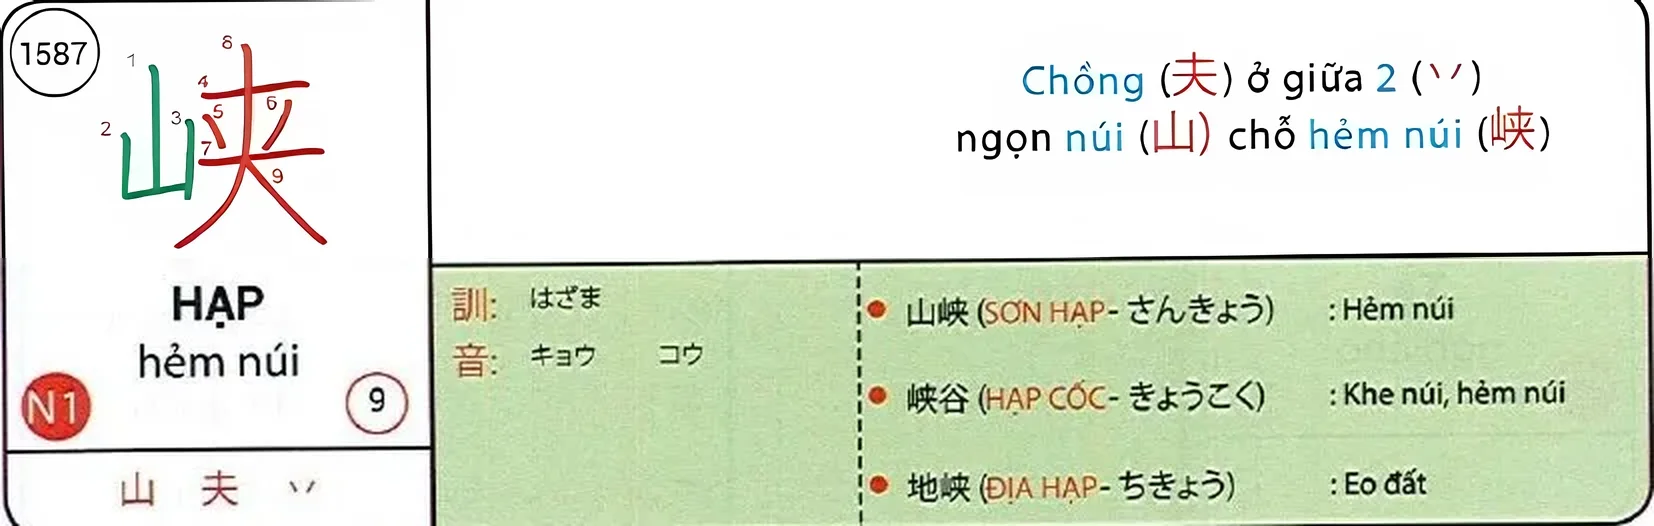 1587
1 2 3 4 5 6 7 8 9
峡
HẠP
hẻm núi
N1
9
山 夫 丷
Chồng (夫) ở giữa 2 (丷)
ngọn núi (山) chỗ hẻm núi (峡)
訓: はざま
音: キョウ コウ
• 山峡 (SƠN HẠP- さんきょう) : Hẻm núi
• 峡谷 (HẠP CỐC- きょうこく) : Khe núi, hẻm núi
• 地峡 (ĐỊA HẠP- ちきょう) : Eo đất